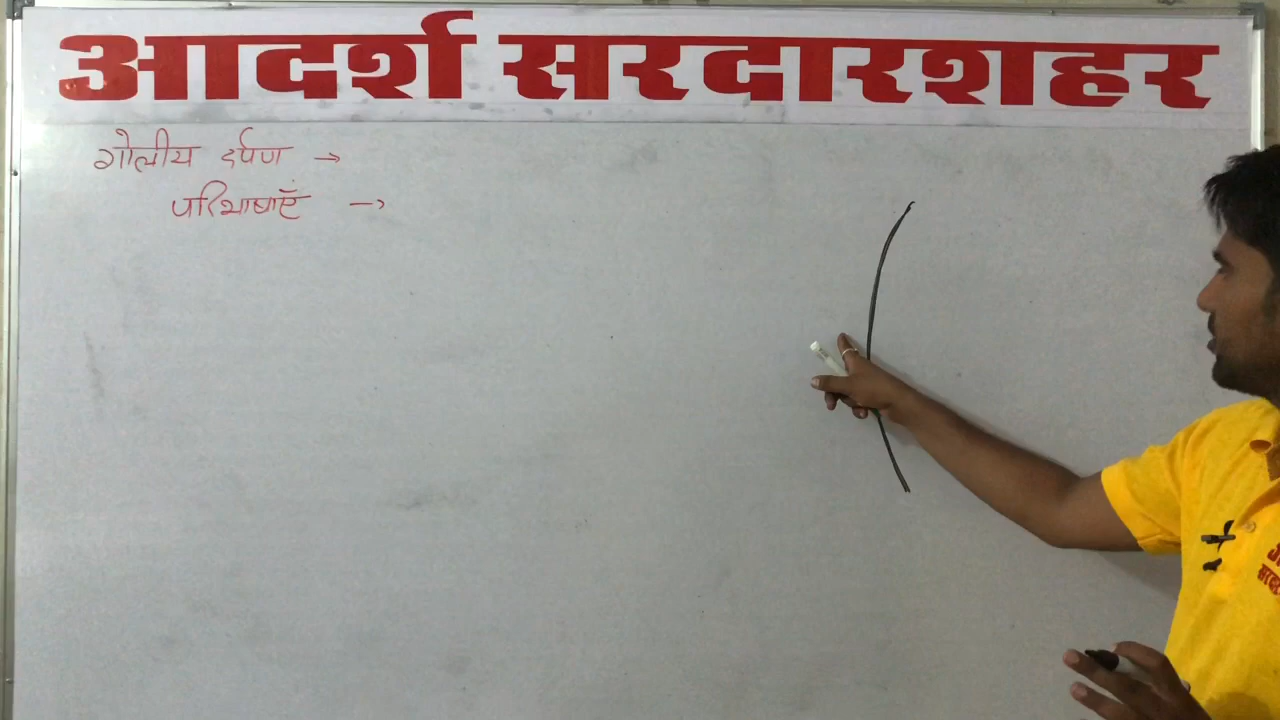 आदर्श सरदारशहर
गोलीय दर्पण →
परिभाषाएँ →